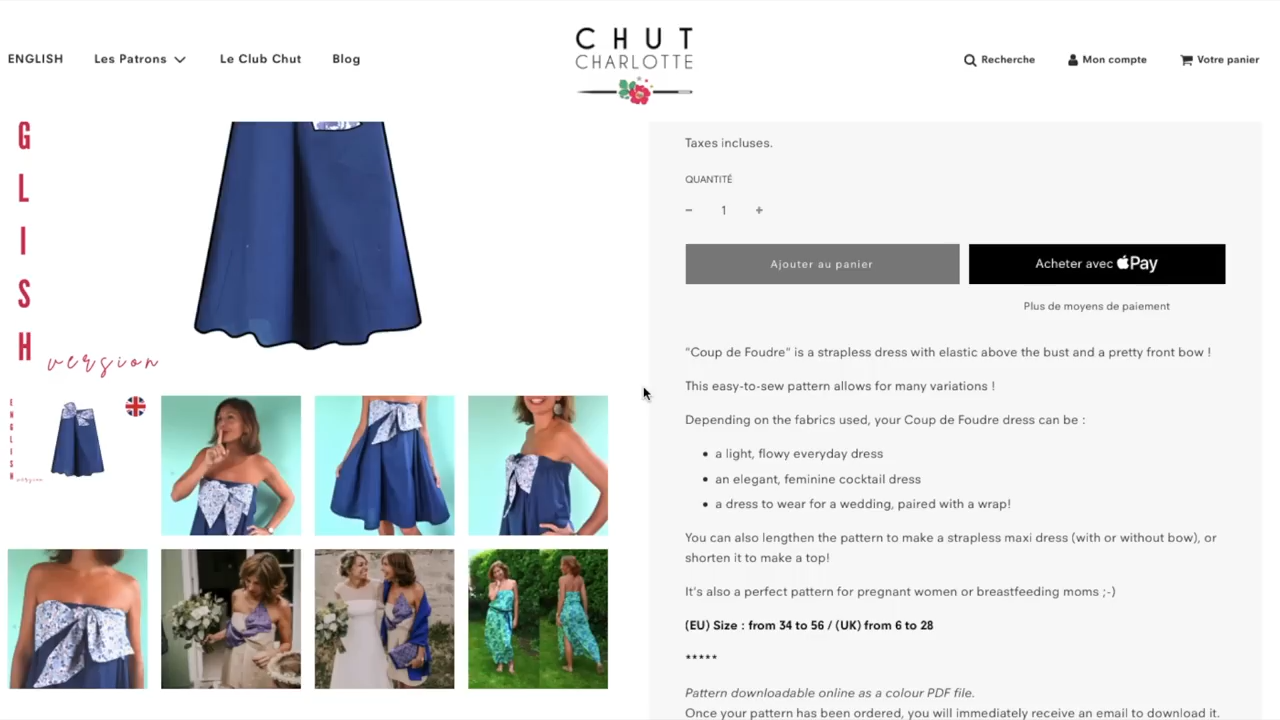 ENGLISH
Les Patrons
Le Club Chut
Blog
CHUT
CHARLOTTE
Recherche
Mon compte
Votre panier
G
L
I
S
H
version
Taxes incluses.
QUANTITÉ
− 1 +
Ajouter au panier
Acheter avec Pay
Plus de moyens de paiement
“Coup de Foudre” is a strapless dress with elastic above the bust and a pretty front bow !
This easy-to-sew pattern allows for many variations !
Depending on the fabrics used, your Coup de Foudre dress can be :
• a light, flowy everyday dress
• an elegant, feminine cocktail dress
• a dress to wear for a wedding, paired with a wrap!
You can also lengthen the pattern to make a strapless maxi dress (with or without bow), or
shorten it to make a top!
It's also a perfect pattern for pregnant women or breastfeeding moms ;-)
(EU) Size : from 34 to 56 / (UK) from 6 to 28
*****
Pattern downloadable online as a colour PDF file.
Once your pattern has been ordered, you will immediately receive an email to download it.
E
N
G
L
I
S
H
version